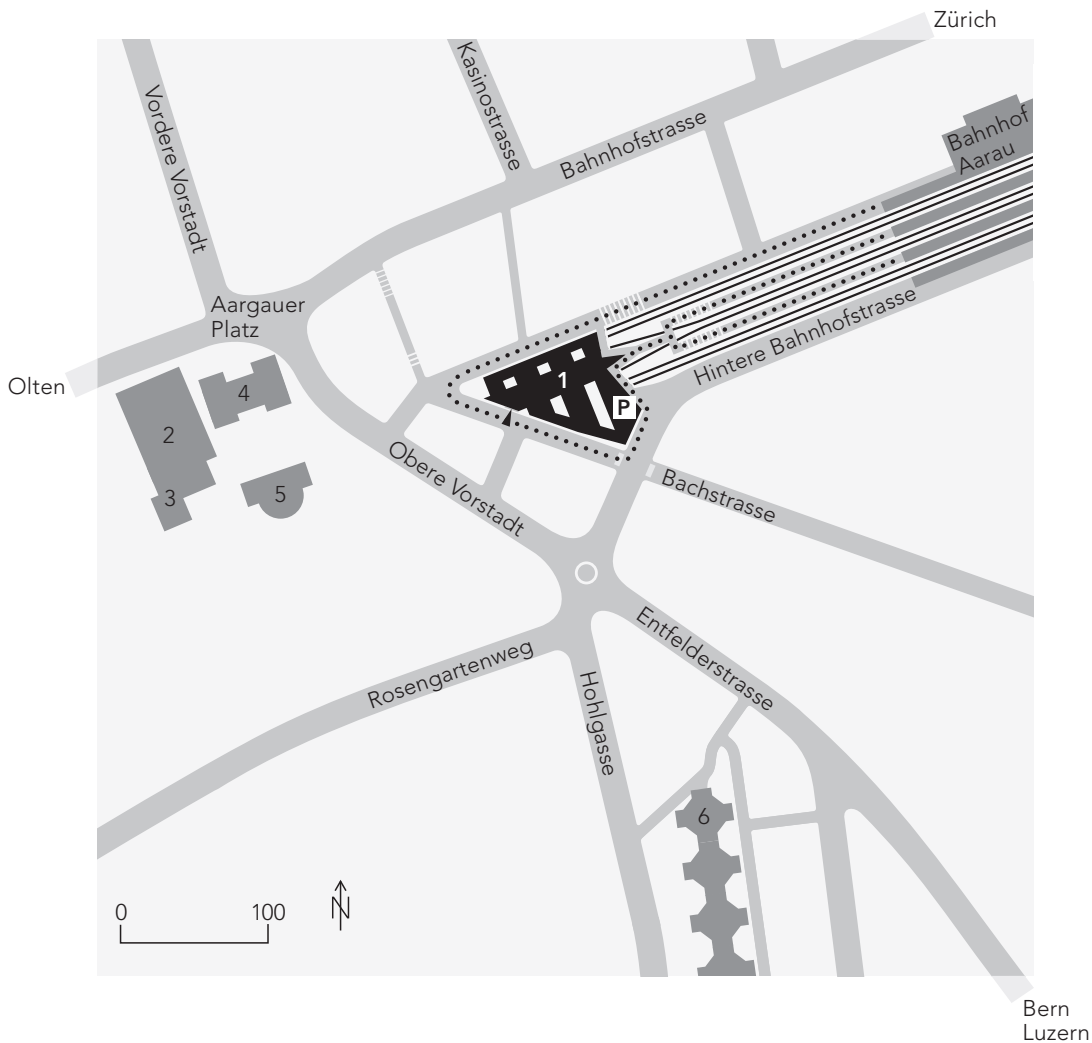 Zürich
Vordere Vorstadt
Kasinostrasse
Bahnhofstrasse
Bahnhof
Aarau
Aargauer
Platz
Hintere Bahnhofstrasse
Olten
1
P
4
2
3
5
Obere Vorstadt
Bachstrasse
Entfelderstrasse
Rosengartenweg
Hohlgasse
6
0 100
N
Bern
Luzern